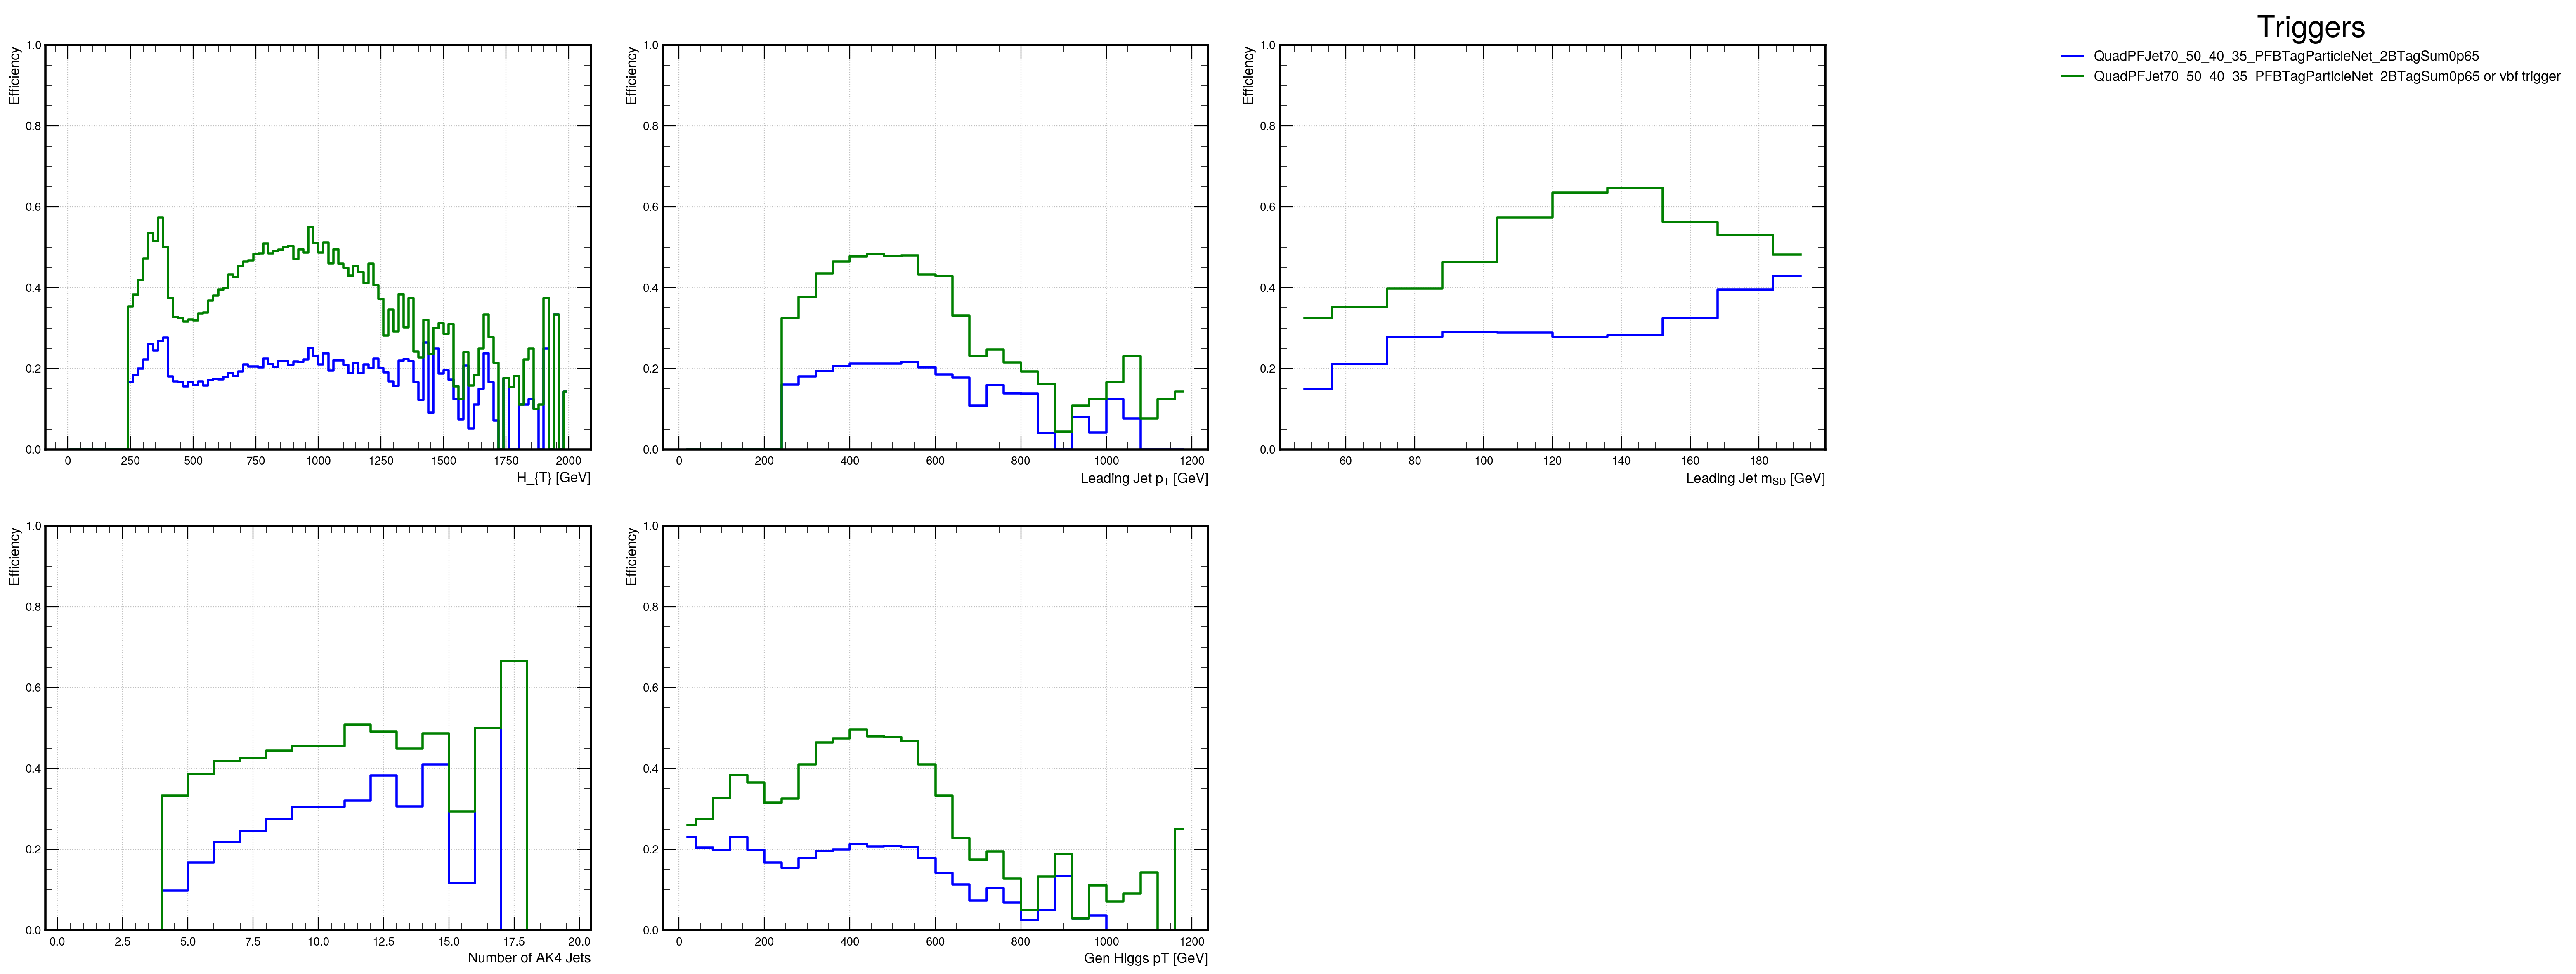 Triggers
QuadPFJet70_50_40_35_PFBTagParticleNet_2BTagSum0p65
QuadPFJet70_50_40_35_PFBTagParticleNet_2BTagSum0p65 or vbf trigger
Efficiency
1.0
0.8
0.6
0.4
0.2
0.0
0 250 500 750 1000 1250 1500 1750 2000
H_{T} [GeV]
Efficiency
1.0
0.8
0.6
0.4
0.2
0.0
0 200 400 600 800 1000 1200
Leading Jet pT [GeV]
Efficiency
1.0
0.8
0.6
0.4
0.2
0.0
60 80 100 120 140 160 180
Leading Jet mSD [GeV]
Efficiency
1.0
0.8
0.6
0.4
0.2
0.0
0.0 2.5 5.0 7.5 10.0 12.5 15.0 17.5 20.0
Number of AK4 Jets
Efficiency
1.0
0.8
0.6
0.4
0.2
0.0
0 200 400 600 800 1000 1200
Gen Higgs pT [GeV]